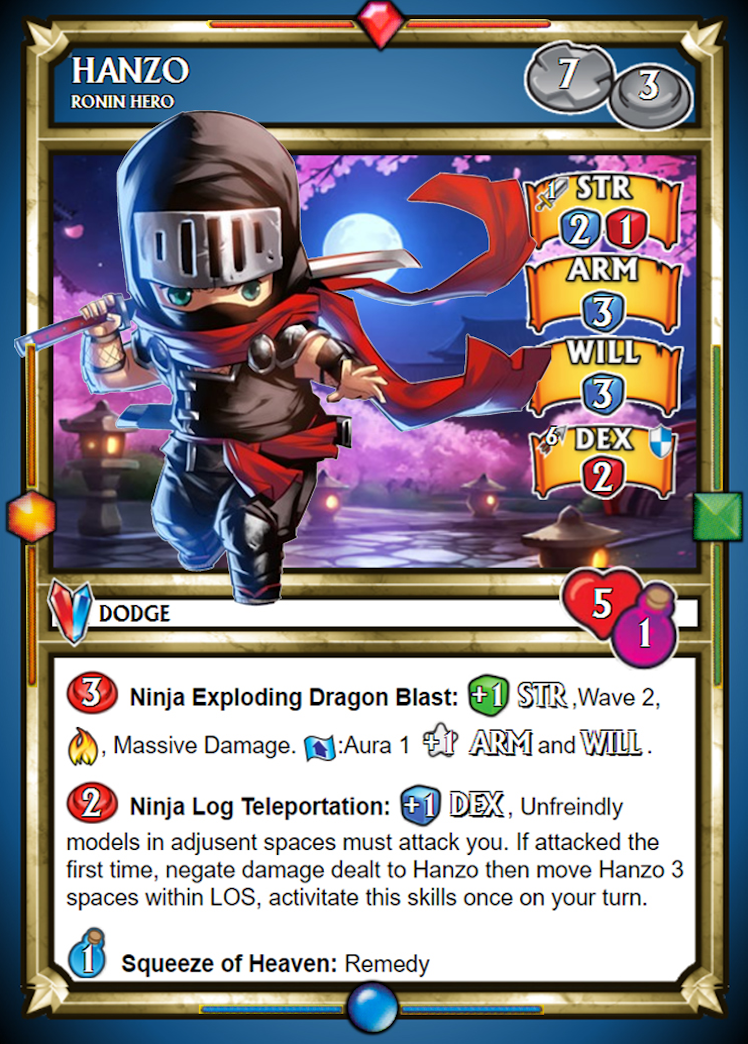 HANZO
RONIN HERO
7 3
1 STR
2 1
ARM
3
WILL
3
6 DEX
2
DODGE
5
1
3 Ninja Exploding Dragon Blast: +1 STR ,Wave 2,
, Massive Damage. :Aura 1 +1 ARM and WILL .
2 Ninja Log Teleportation: +1 DEX , Unfreindly
models in adjusent spaces must attack you. If attacked the
first time, negate damage dealt to Hanzo then move Hanzo 3
spaces within LOS, activitate this skills once on your turn.
1 Squeeze of Heaven: Remedy